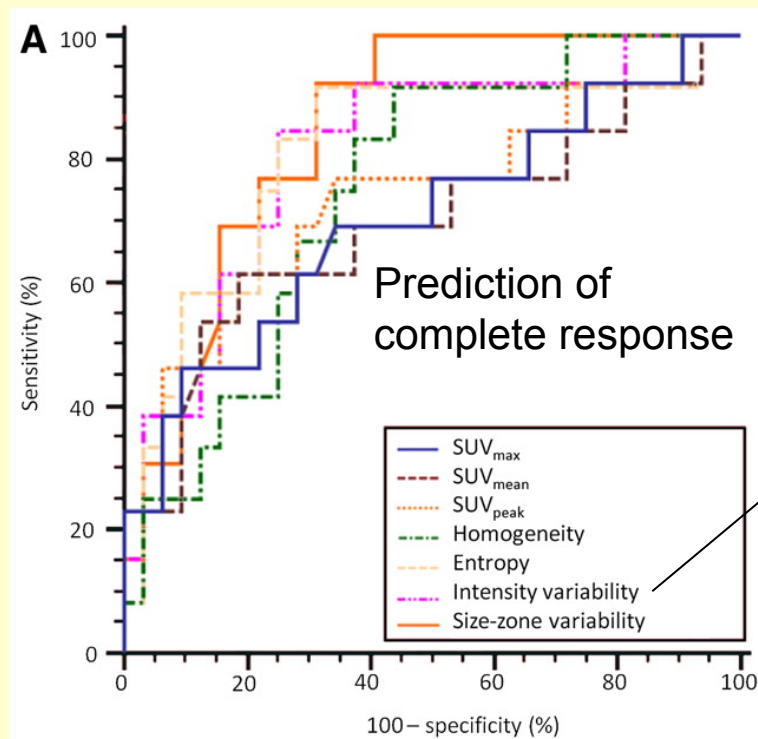 A
100
80
60
40
20
0
Sensitivity (%)
Prediction of
complete response
SUVmax
SUVmean
SUVpeak
Homogeneity
Entropy
Intensity variability
Size-zone variability
0 20 40 60 80 100
100 – specificity (%)